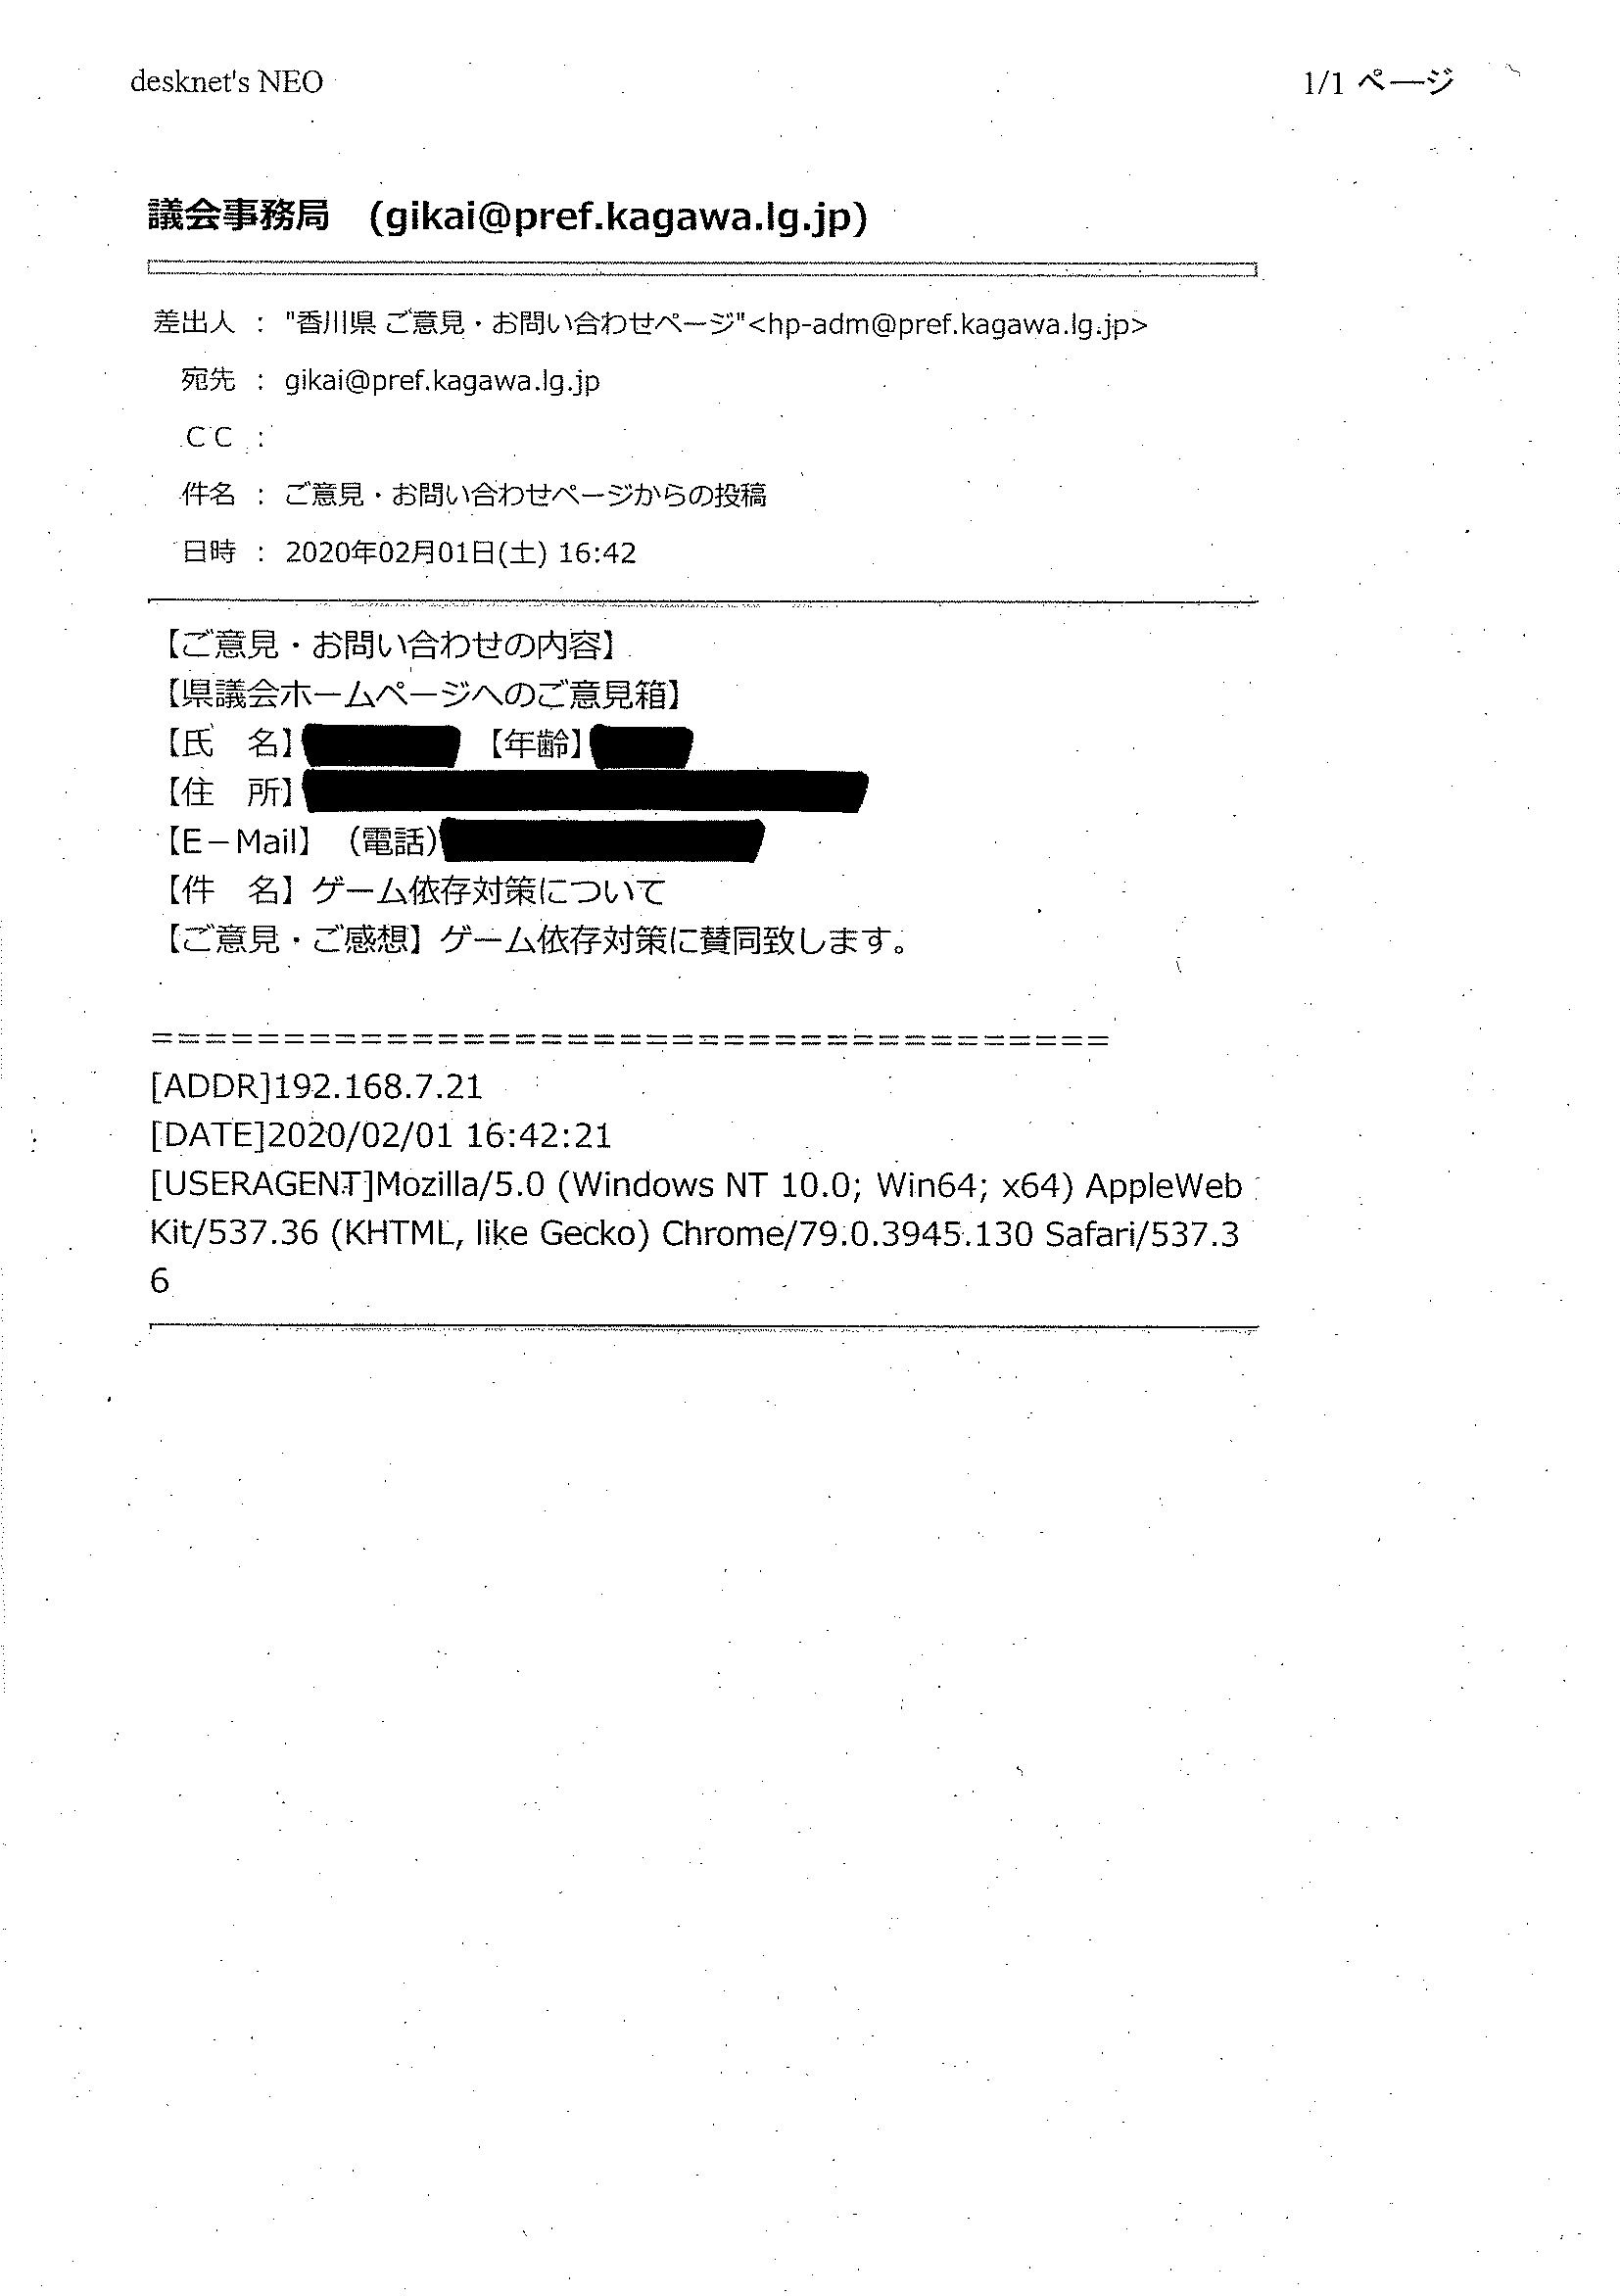 desknet's NEO
1/1 ページ
議会事務局　(gikai@pref.kagawa.lg.jp)
差出人 ： "香川県 ご意見・お問い合わせページ"<hp-adm@pref.kagawa.lg.jp>
宛先 ： gikai@pref.kagawa.lg.jp
CC ：
件名 ： ご意見・お問い合わせページからの投稿
日時 ： 2020年02月01日(土) 16:42
【ご意見・お問い合わせの内容】
【県議会ホームページへのご意見箱】
【氏　名】 【年齢】
【住　所】
【E－Mail】（電話）
【件　名】ゲーム依存対策について
【ご意見・ご感想】ゲーム依存対策に賛同致します。
=====================================
[ADDR]192.168.7.21
[DATE]2020/02/01 16:42:21
[USERAGENT]Mozilla/5.0 (Windows NT 10.0; Win64; x64) AppleWeb
Kit/537.36 (KHTML, like Gecko) Chrome/79.0.3945.130 Safari/537.3
6